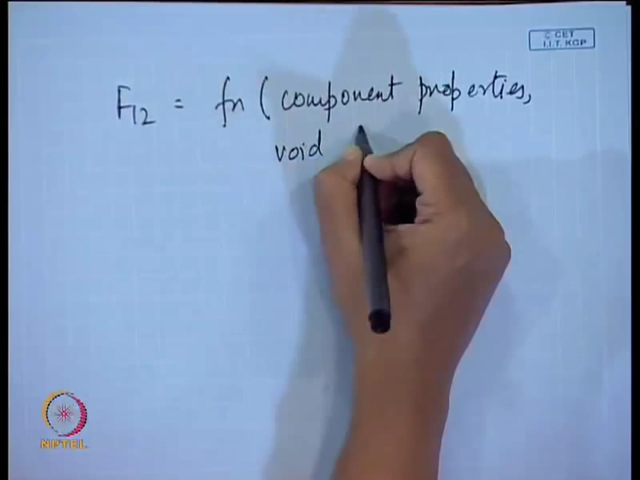 © CET
I.I.T. KGP
F12 = fn ( component properties,
void
NPTEL